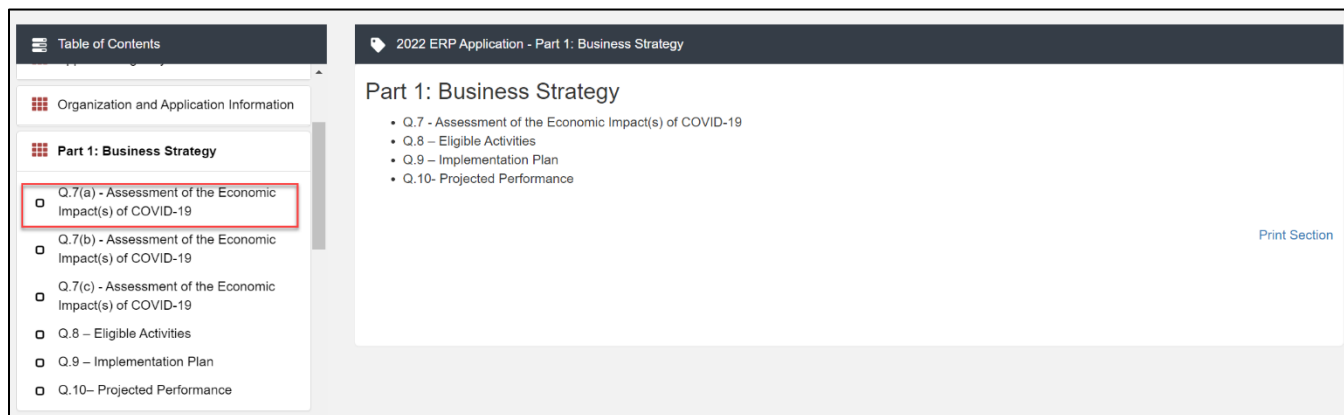 Table of Contents
Organization and Application Information
Part 1: Business Strategy
Q.7(a) - Assessment of the Economic
Impact(s) of COVID-19
Q.7(b) - Assessment of the Economic
Impact(s) of COVID-19
Q.7(c) - Assessment of the Economic
Impact(s) of COVID-19
Q.8 – Eligible Activities
Q.9 – Implementation Plan
Q.10– Projected Performance
2022 ERP Application - Part 1: Business Strategy
Part 1: Business Strategy
• Q.7 - Assessment of the Economic Impact(s) of COVID-19
• Q.8 – Eligible Activities
• Q.9 – Implementation Plan
• Q.10- Projected Performance
Print Section